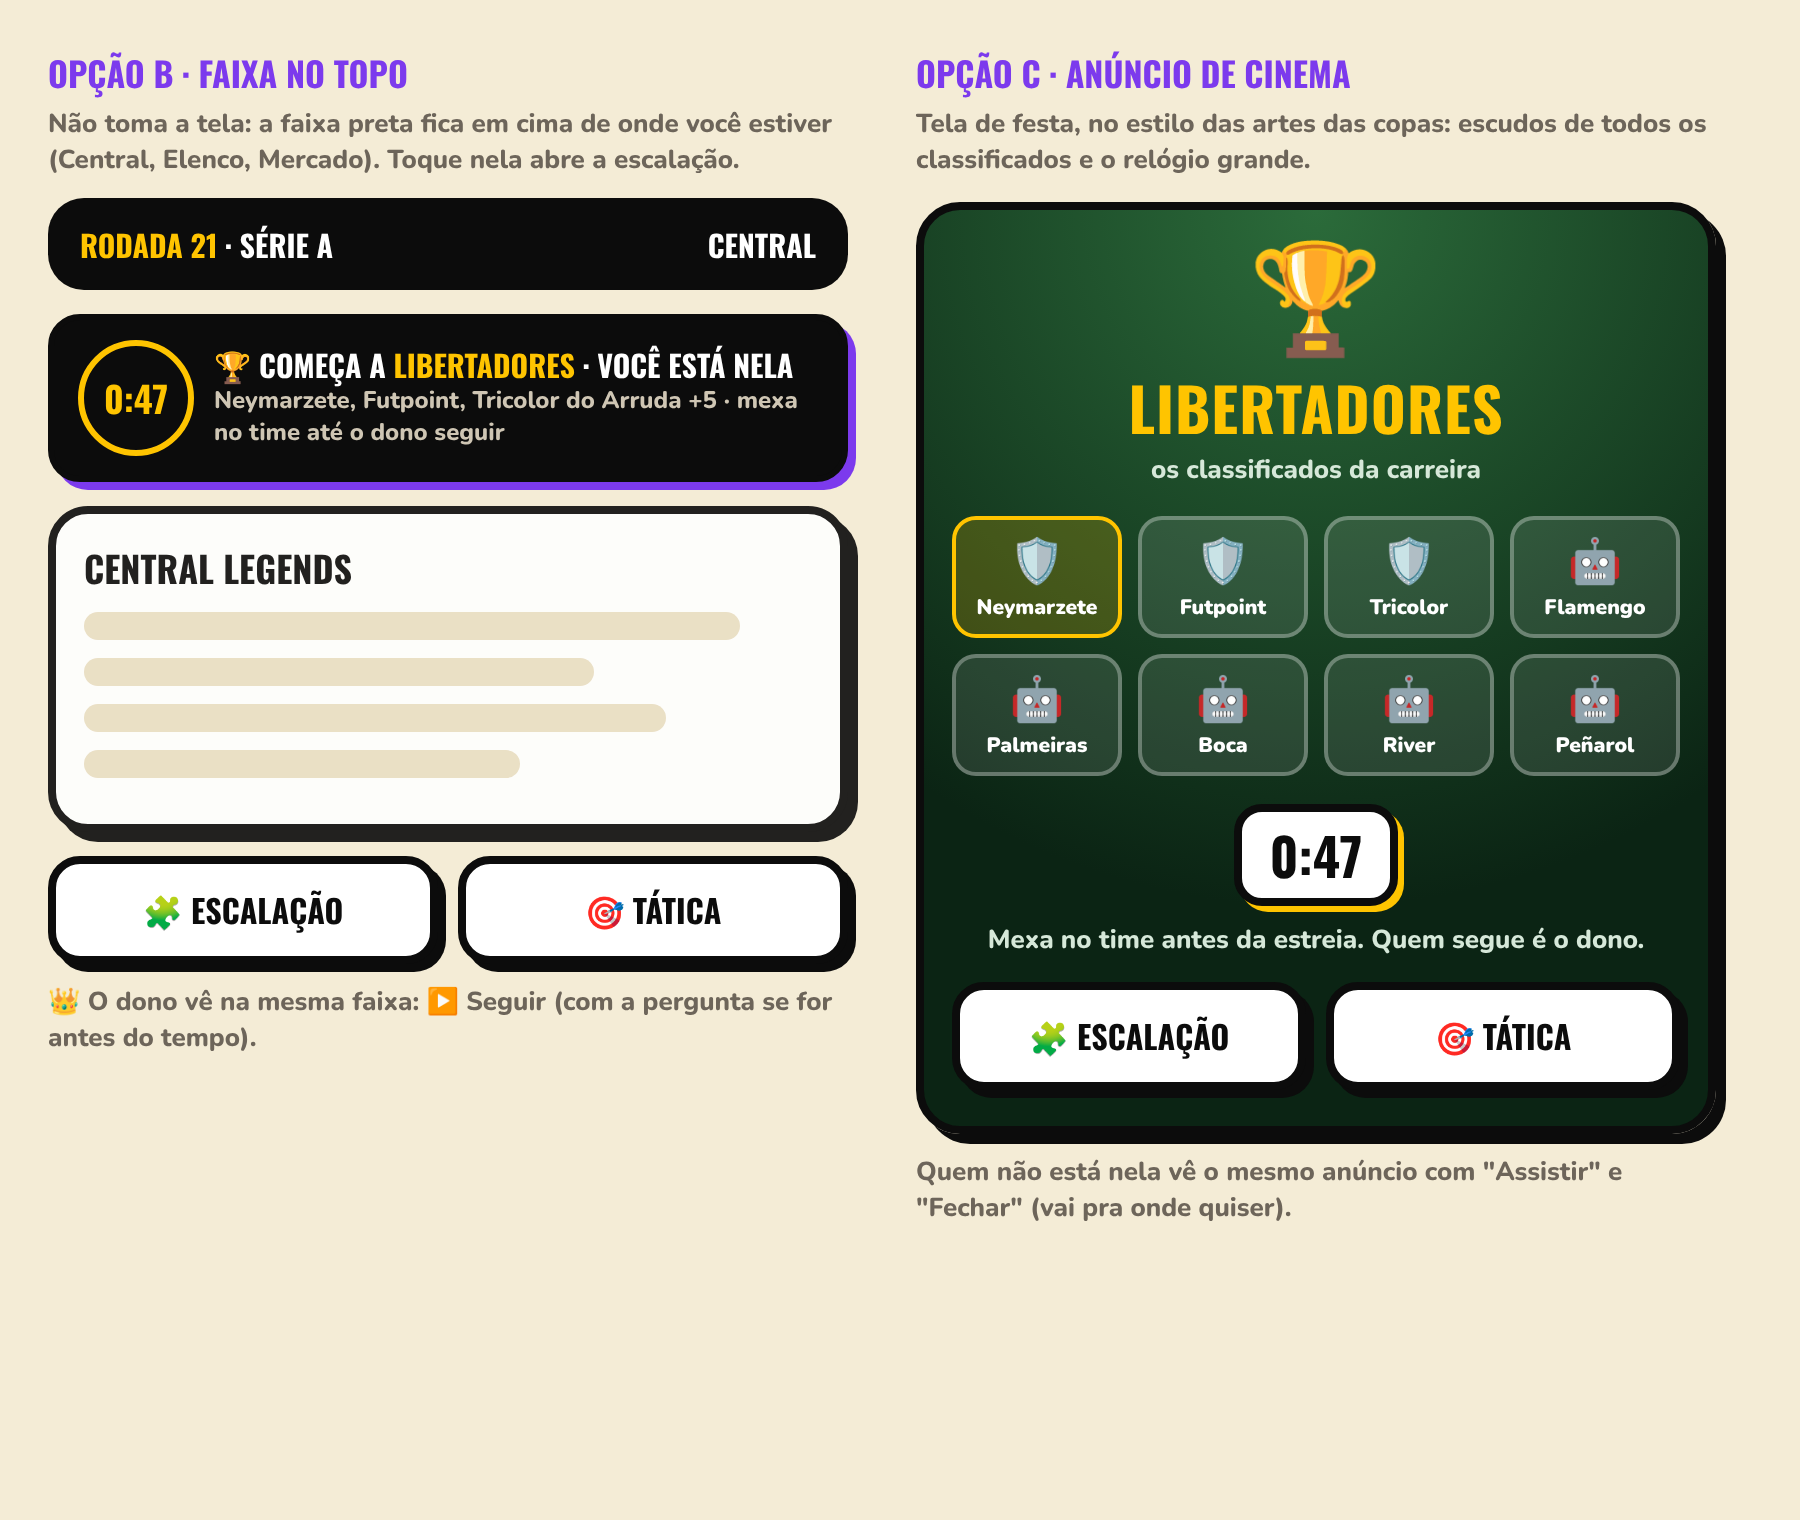 OPÇÃO B · FAIXA NO TOPO
Não toma a tela: a faixa preta fica em cima de onde você estiver
(Central, Elenco, Mercado). Toque nela abre a escalação.
RODADA 21 · SÉRIE A
CENTRAL
0:47
🏆 COMEÇA A LIBERTADORES · VOCÊ ESTÁ NELA
Neymarzete, Futpoint, Tricolor do Arruda +5 · mexa
no time até o dono seguir
CENTRAL LEGENDS
🧩 ESCALAÇÃO
🎯 TÁTICA
👑 O dono vê na mesma faixa: ▶️ Seguir (com a pergunta se for
antes do tempo).
OPÇÃO C · ANÚNCIO DE CINEMA
Tela de festa, no estilo das artes das copas: escudos de todos os
classificados e o relógio grande.
LIBERTADORES
os classificados da carreira
Neymarzete
Futpoint
Tricolor
Flamengo
Palmeiras
Boca
River
Peñarol
0:47
Mexa no time antes da estreia. Quem segue é o dono.
🧩 ESCALAÇÃO
🎯 TÁTICA
Quem não está nela vê o mesmo anúncio com "Assistir" e
"Fechar" (vai pra onde quiser).